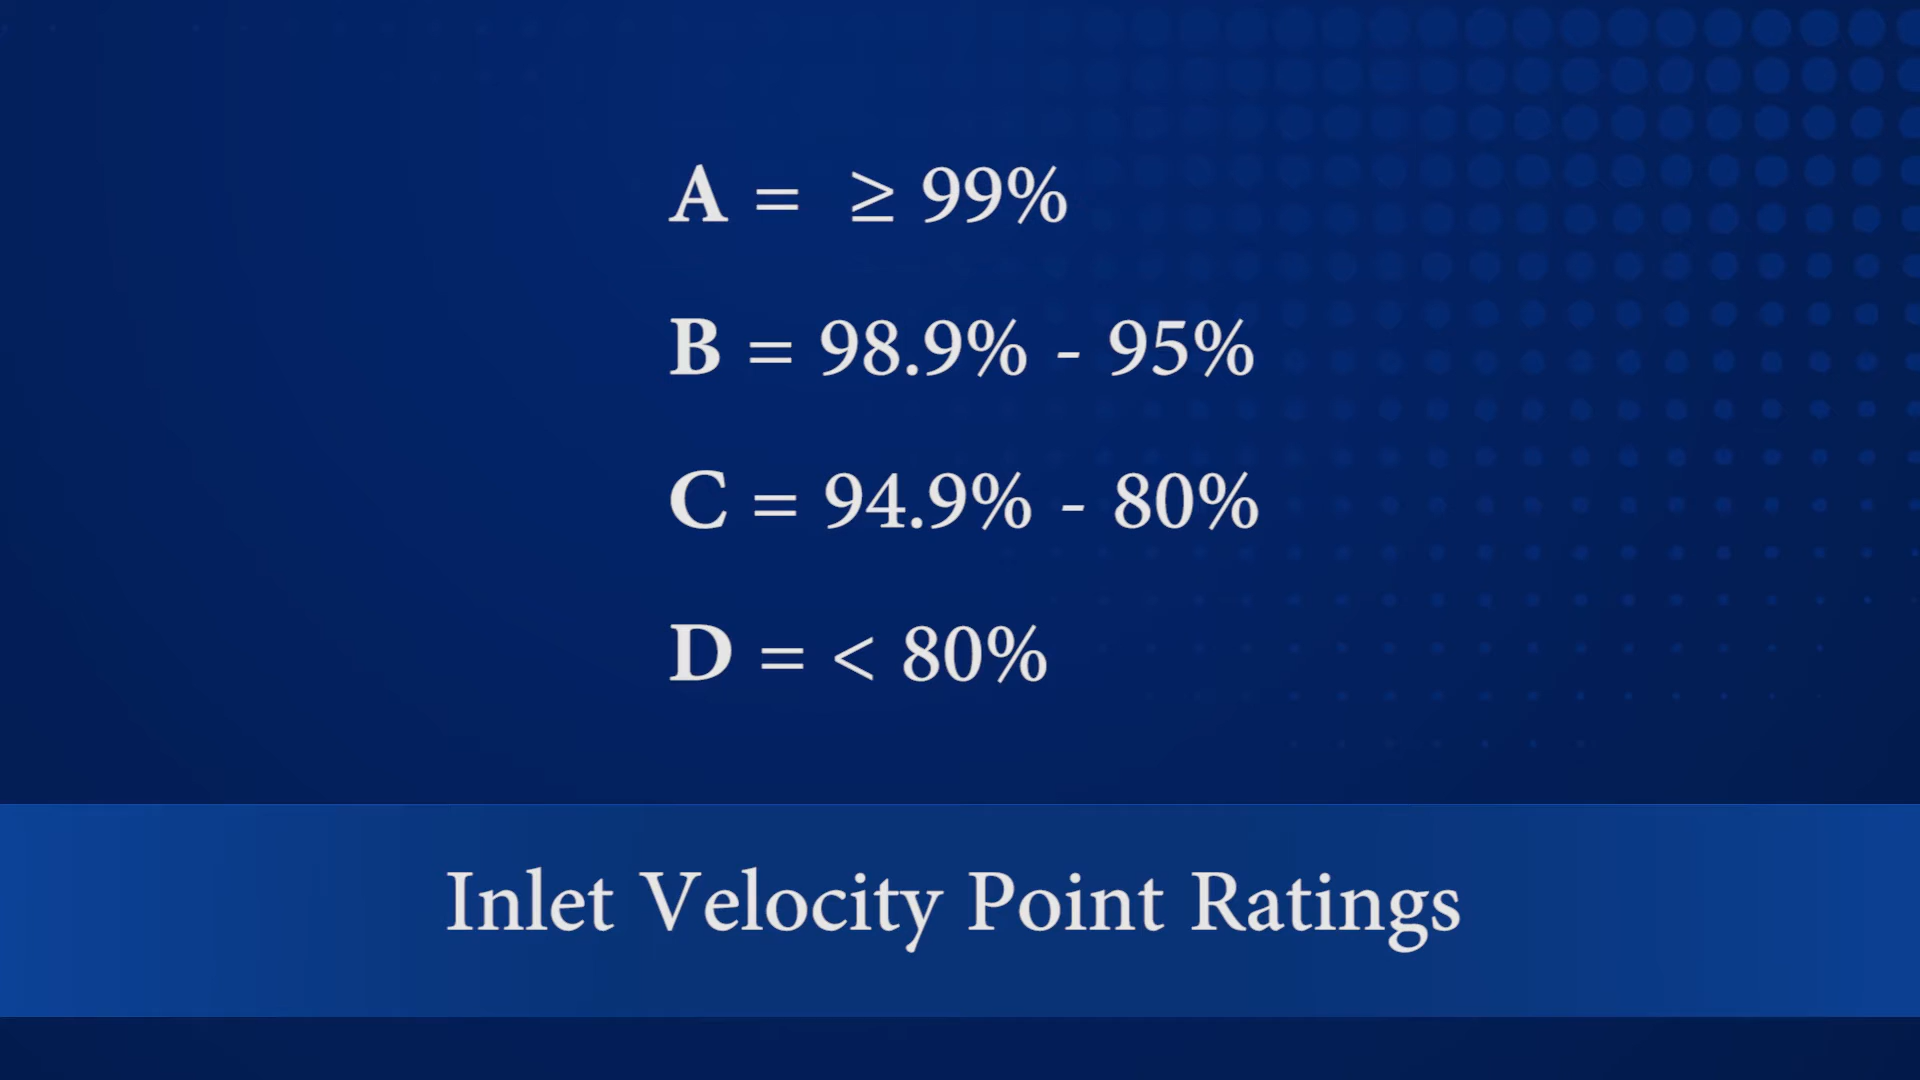 A = ≥ 99%
B = 98.9% - 95%
C = 94.9% - 80%
D = < 80%
Inlet Velocity Point Ratings